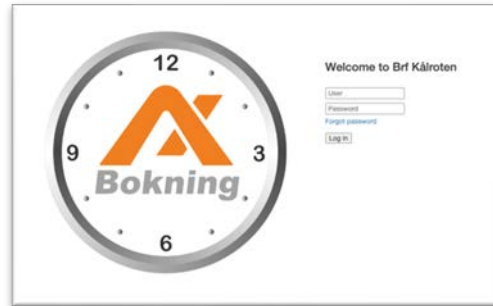 12
9
3
Bokning
6
Welcome to Brf Kålroten
User
Password
Forgot password
Log in